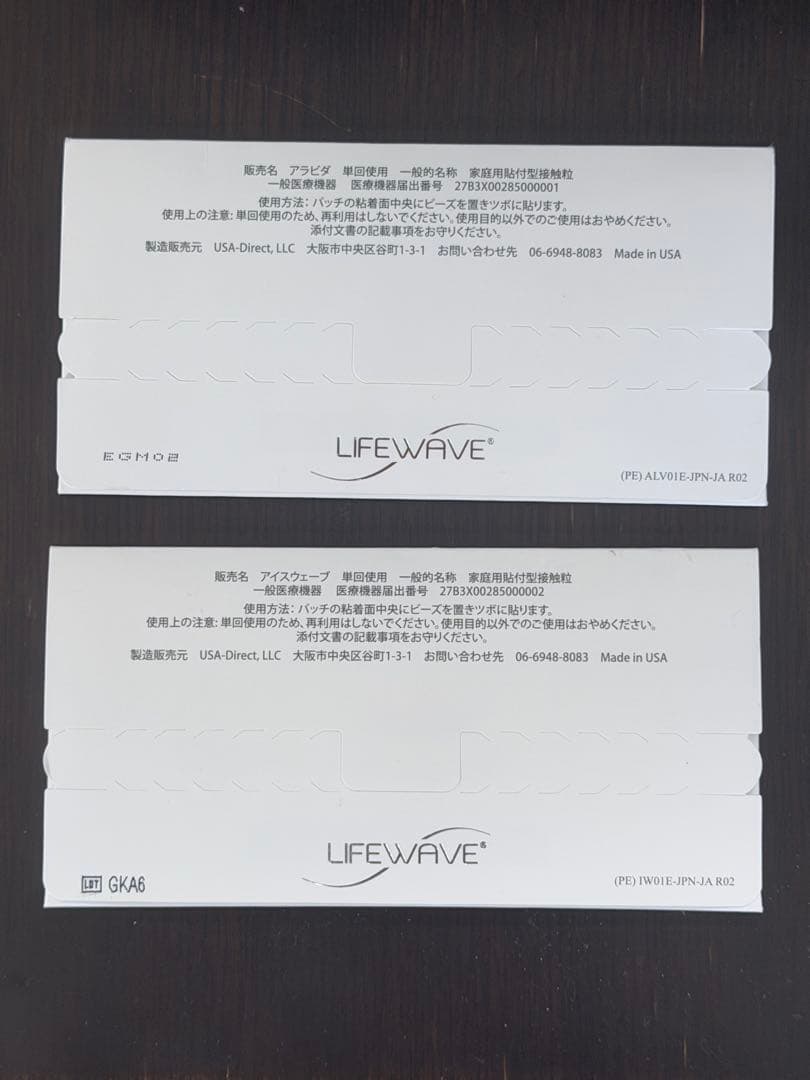 販売名　アラビダ　単回使用　一般的名称　家庭用貼付型接触粒
一般医療機器　医療機器届出番号　27B3X00285000001
使用方法：パッチの粘着面中央にビーズを置きツボに貼ります。
使用上の注意: 単回使用のため、再利用はしないでください。使用目的以外でのご使用はおやめください。
添付文書の記載事項をお守りください。
製造販売元　USA-Direct, LLC　大阪市中央区谷町1-3-1　お問い合わせ先　06-6948-8083　Made in USA
EGM02
LIFEWAVE®
(PE) ALV01E-JPN-JA R02
販売名　アイスウェーブ　単回使用　一般的名称　家庭用貼付型接触粒
一般医療機器　医療機器届出番号　27B3X00285000002
使用方法：パッチの粘着面中央にビーズを置きツボに貼ります。
使用上の注意: 単回使用のため、再利用はしないでください。使用目的以外でのご使用はおやめください。
添付文書の記載事項をお守りください。
製造販売元　USA-Direct, LLC　大阪市中央区谷町1-3-1　お問い合わせ先　06-6948-8083　Made in USA
LOT GKA6
LIFEWAVE®
(PE) IW01E-JPN-JA R02